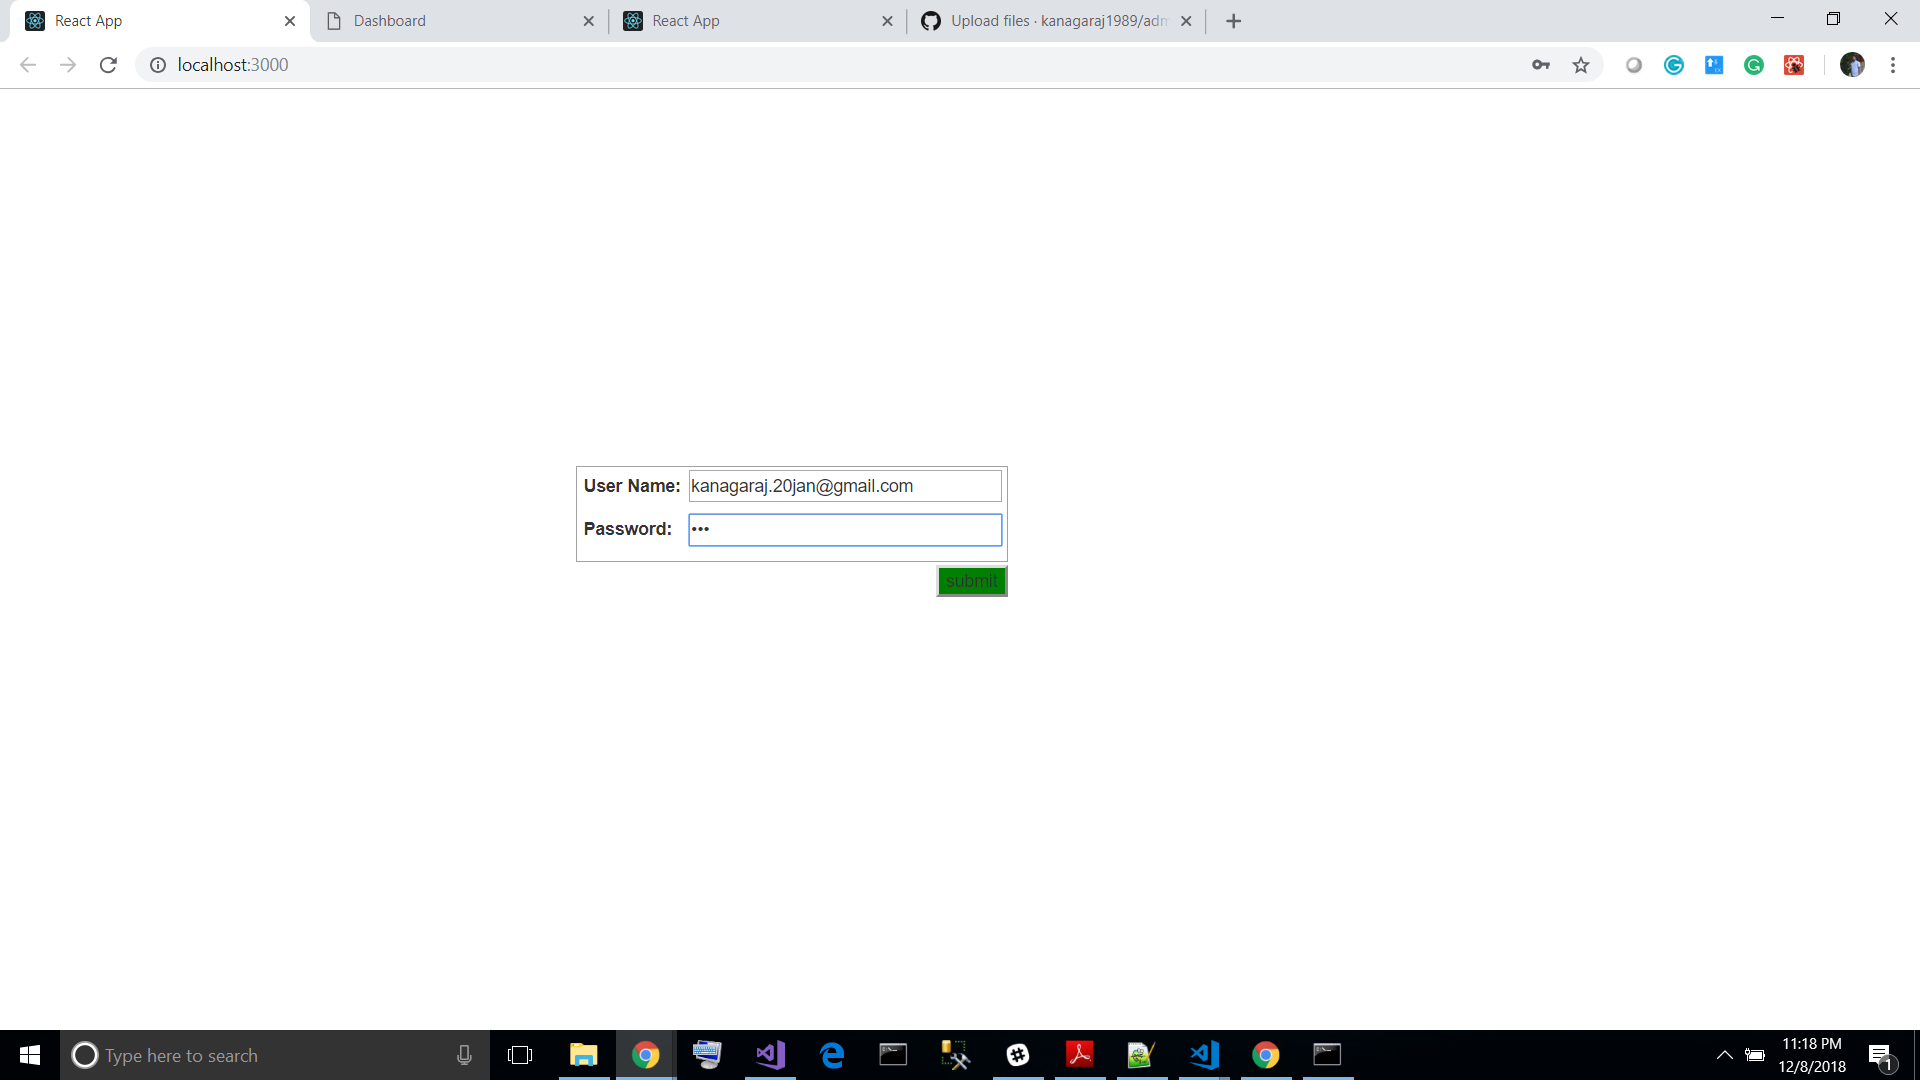 React App
Dashboard
React App
Upload files · kanagaraj1989/adm
localhost:3000
User Name: kanagaraj.20jan@gmail.com
Password: •••
submit
Type here to search
11:18 PM
12/8/2018
1